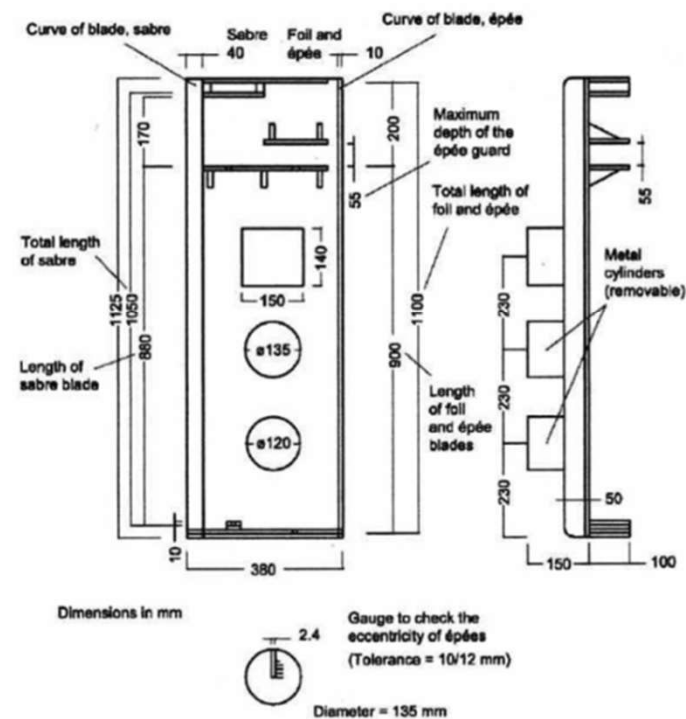 Curve of blade, sabre
Sabre
40
Foil and
épée
10
Curve of blade, épée
170
200
Maximum
depth of the
épée guard
55
55
Total length of
foil and épée
Total length
of sabre
1125
1050
880
140
150
Metal
cylinders
(removable)
230
1100
Length of
sabre blade
ø135
900
230
Length
of foil
and épée
blades
ø120
230
50
10
380
150
100
Dimensions in mm
2.4
Gauge to check the
eccentricity of épées
(Tolerance = 10/12 mm)
Diameter = 135 mm